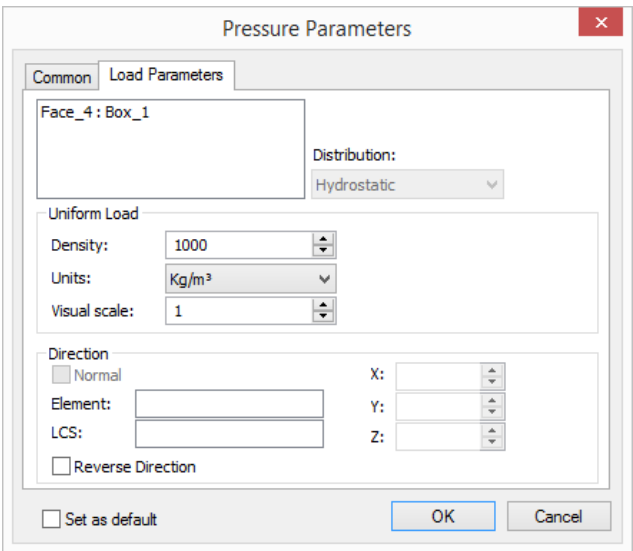 Pressure Parameters
Common
Load Parameters
Face_4 : Box_1
Distribution:
Hydrostatic
Uniform Load
Density:
1000
Units:
Kg/m³
Visual scale:
1
Direction
Normal
X:
Element:
Y:
LCS:
Z:
Reverse Direction
Set as default
OK
Cancel